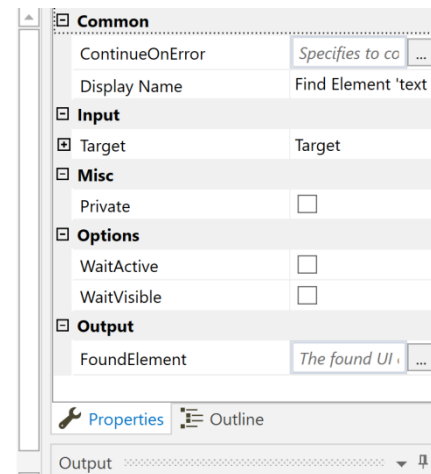 Common
ContinueOnError Specifies to co ...
Display Name Find Element 'text
Input
Target Target
Misc
Private
Options
WaitActive
WaitVisible
Output
FoundElement The found UI ...
Properties Outline
Output